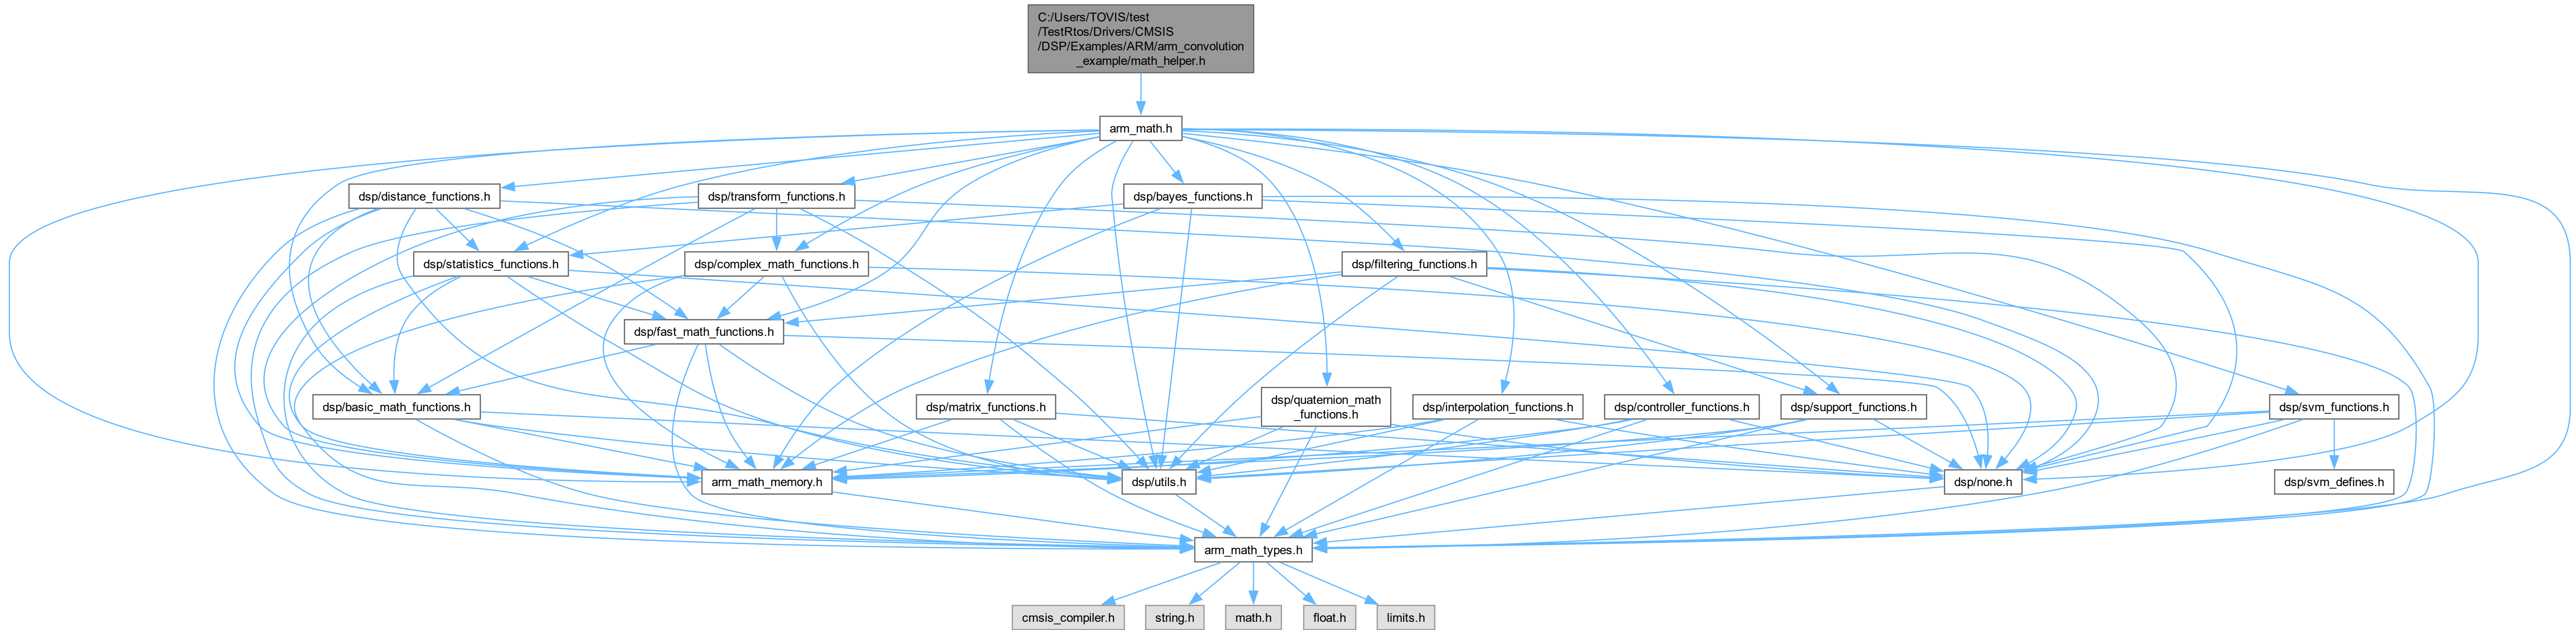 C:/Users/TOVIS/test
/TestRtos/Drivers/CMSIS
/DSP/Examples/ARM/arm_convolution
_example/math_helper.h
arm_math.h
dsp/distance_functions.h
dsp/transform_functions.h
dsp/bayes_functions.h
dsp/statistics_functions.h
dsp/complex_math_functions.h
dsp/filtering_functions.h
dsp/fast_math_functions.h
dsp/basic_math_functions.h
dsp/matrix_functions.h
dsp/quaternion_math
_functions.h
dsp/interpolation_functions.h
dsp/controller_functions.h
dsp/support_functions.h
dsp/svm_functions.h
arm_math_memory.h
dsp/utils.h
dsp/none.h
dsp/svm_defines.h
arm_math_types.h
cmsis_compiler.h
string.h
math.h
float.h
limits.h